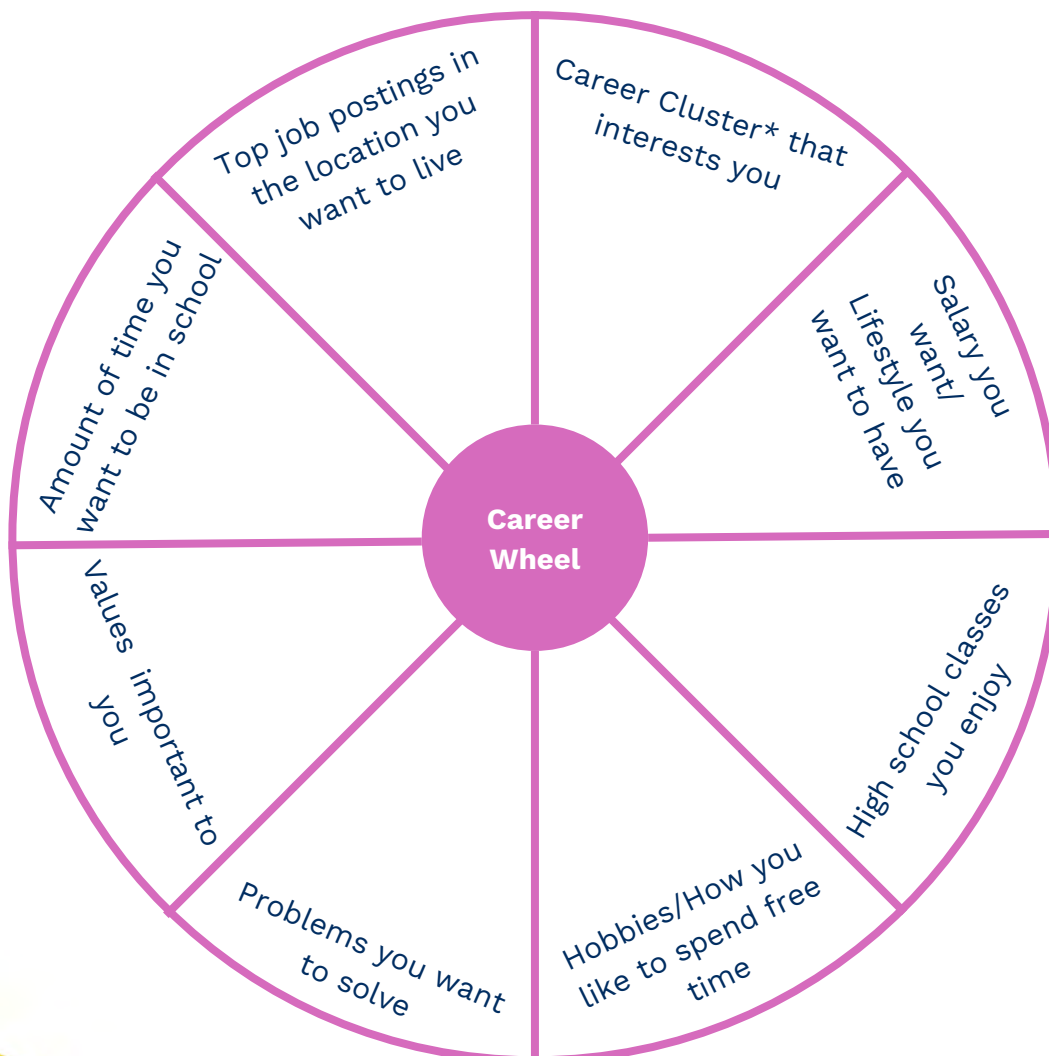 Top job postings in
the location you
want to live
Career Cluster* that
interests you
Salary you
want/
Lifestyle you
want to have
High school classes
you enjoy
Hobbies/How you
like to spend free
time
Problems you want
to solve
Values important to
you
Amount of time you
want to be in school
Career
Wheel